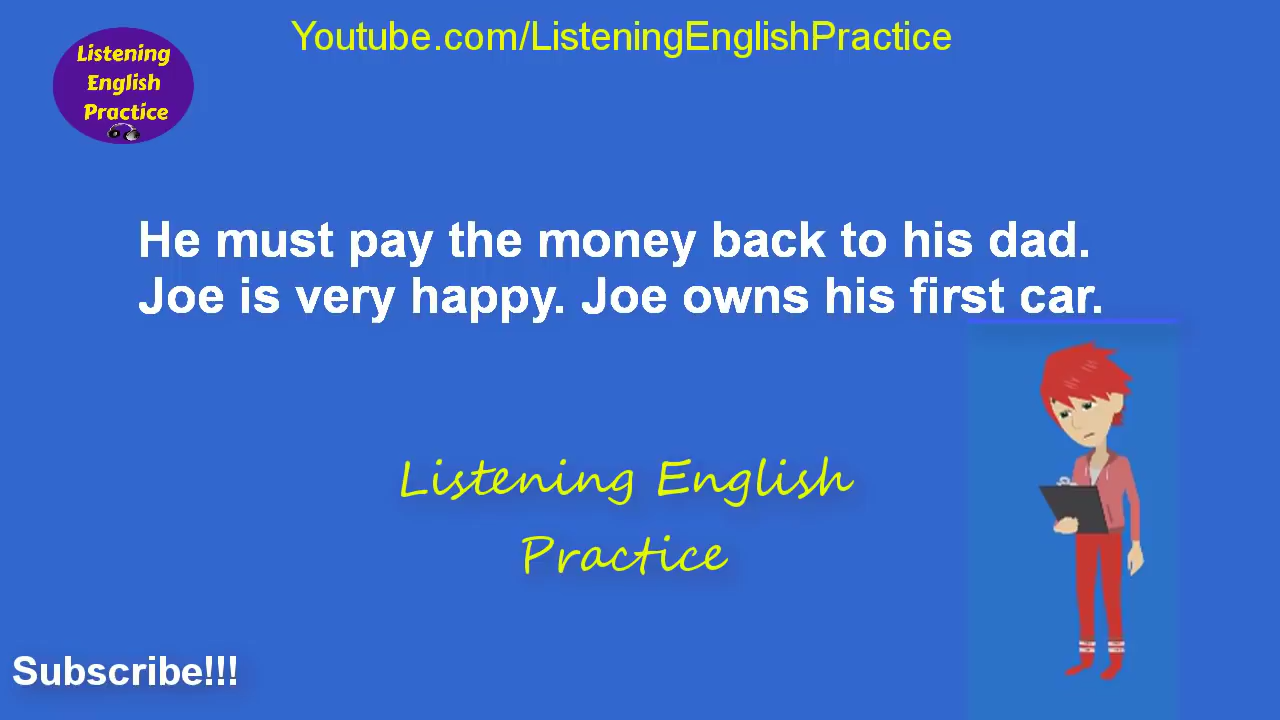 Youtube.com/ListeningEnglishPractice
Listening
English
Practice
He must pay the money back to his dad.
Joe is very happy. Joe owns his first car.
Listening English
Practice
Subscribe!!!